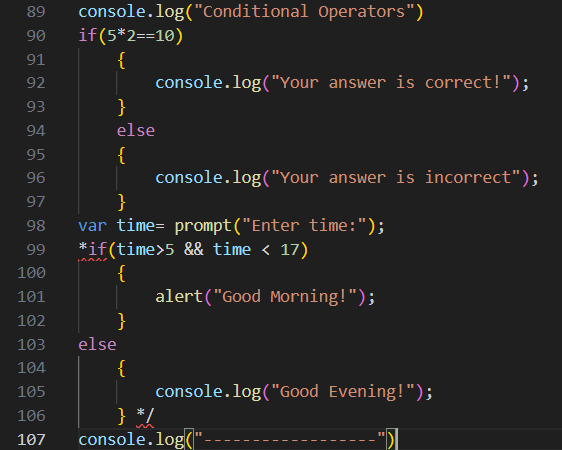 89 console.log("Conditional Operators")
90 if(5*2==10)
91 {
92 console.log("Your answer is correct!");
93 }
94 else
95 {
96 console.log("Your answer is incorrect");
97 }
98 var time= prompt("Enter time:");
99 *if(time>5 && time < 17)
100 {
101 alert("Good Morning!");
102 }
103 else
104 {
105 console.log("Good Evening!");
106 } */
107 console.log("------------------")